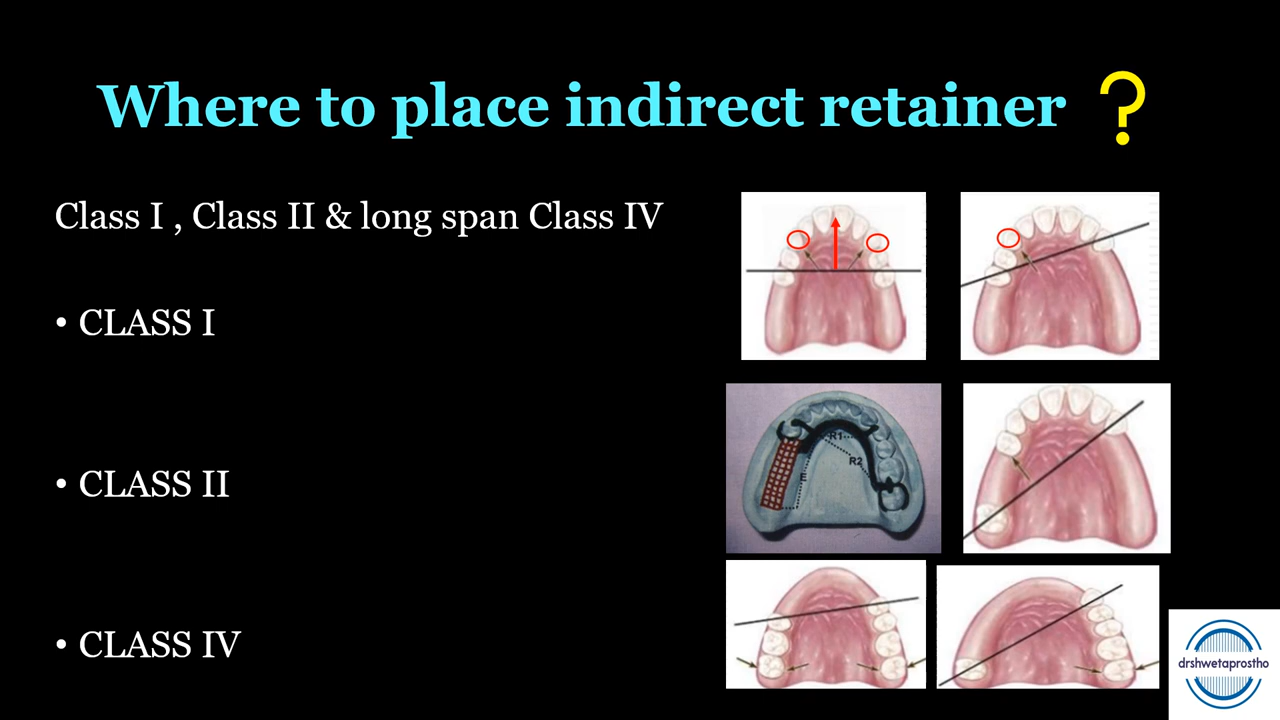 Where to place indirect retainer ?
Class I , Class II & long span Class IV
• CLASS I
• CLASS II
• CLASS IV
R1
R2
E
drshwetaprostho